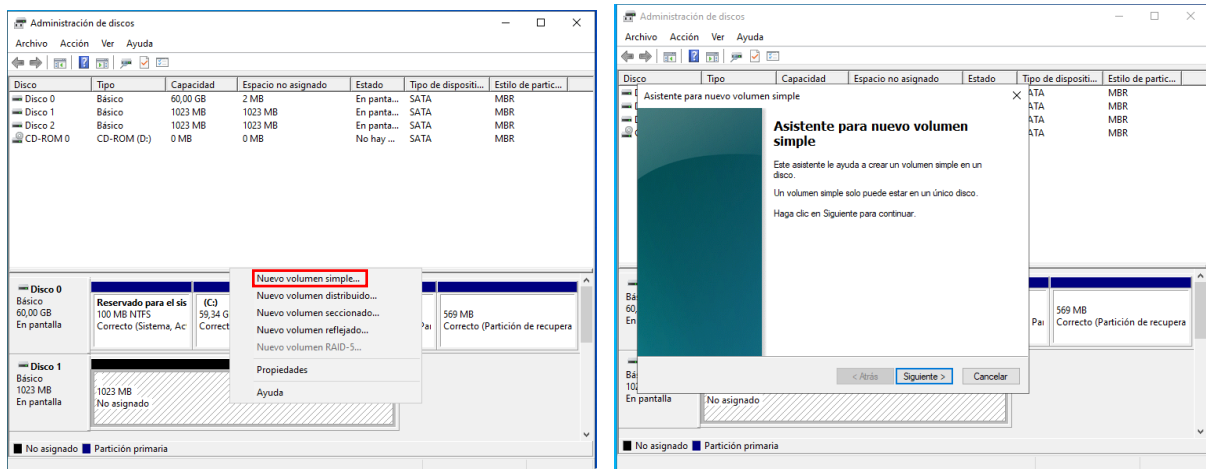 Administración de discos
Archivo Acción Ver Ayuda
Disco Tipo Capacidad Espacio no asignado Estado Tipo de dispositi... Estilo de partic...
Disco 0 Básico 60,00 GB 2 MB En panta... SATA MBR
Disco 1 Básico 1023 MB 1023 MB En panta... SATA MBR
Disco 2 Básico 1023 MB 1023 MB En panta... SATA MBR
CD-ROM 0 CD-ROM (D:) 0 MB 0 MB No hay ... SATA MBR
Nuevo volumen simple...
Nuevo volumen distribuido...
Nuevo volumen seccionado...
Nuevo volumen reflejado...
Nuevo volumen RAID-5...
Propiedades
Ayuda
Disco 0
Básico
60,00 GB
En pantalla
Reservado para el sis
100 MB NTFS
Correcto (Sistema, Ac
(C:)
59,34 G
Correct
569 MB
Correcto (Partición de recupera
Disco 1
Básico
1023 MB
En pantalla
1023 MB
No asignado
No asignado Partición primaria
Administración de discos
Archivo Acción Ver Ayuda
Disco Tipo Capacidad Espacio no asignado Estado Tipo de dispositi... Estilo de partic...
ATA MBR
ATA MBR
ATA MBR
ATA MBR
Asistente para nuevo volumen simple
Asistente para nuevo volumen
simple
Este asistente le ayuda a crear un volumen simple en un
disco.
Un volumen simple solo puede estar en un único disco.
Haga clic en Siguiente para continuar.
< Atrás Siguiente > Cancelar
Bá
60,
En
Par
569 MB
Correcto (Partición de recupera
Bá
102
En pantalla
No asignado
No asignado Partición primaria